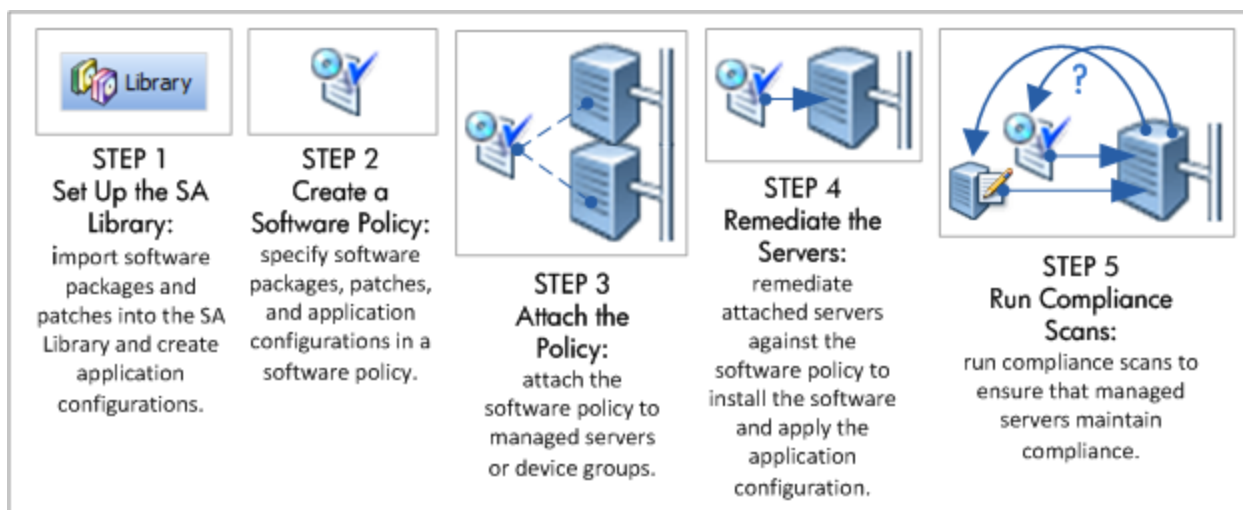 Library
STEP 1
Set Up the SA
Library:
import software
packages and
patches into the SA
Library and create
application
configurations.
STEP 2
Create a
Software Policy:
specify software
packages, patches,
and application
configurations in a
software policy.
STEP 3
Attach the
Policy:
attach the
software policy to
managed servers
or device groups.
STEP 4
Remediate the
Servers:
remediate
attached servers
against the
software policy to
install the software
and apply the
application
configuration.
?
STEP 5
Run Compliance
Scans:
run compliance scans to
ensure that managed
servers maintain
compliance.